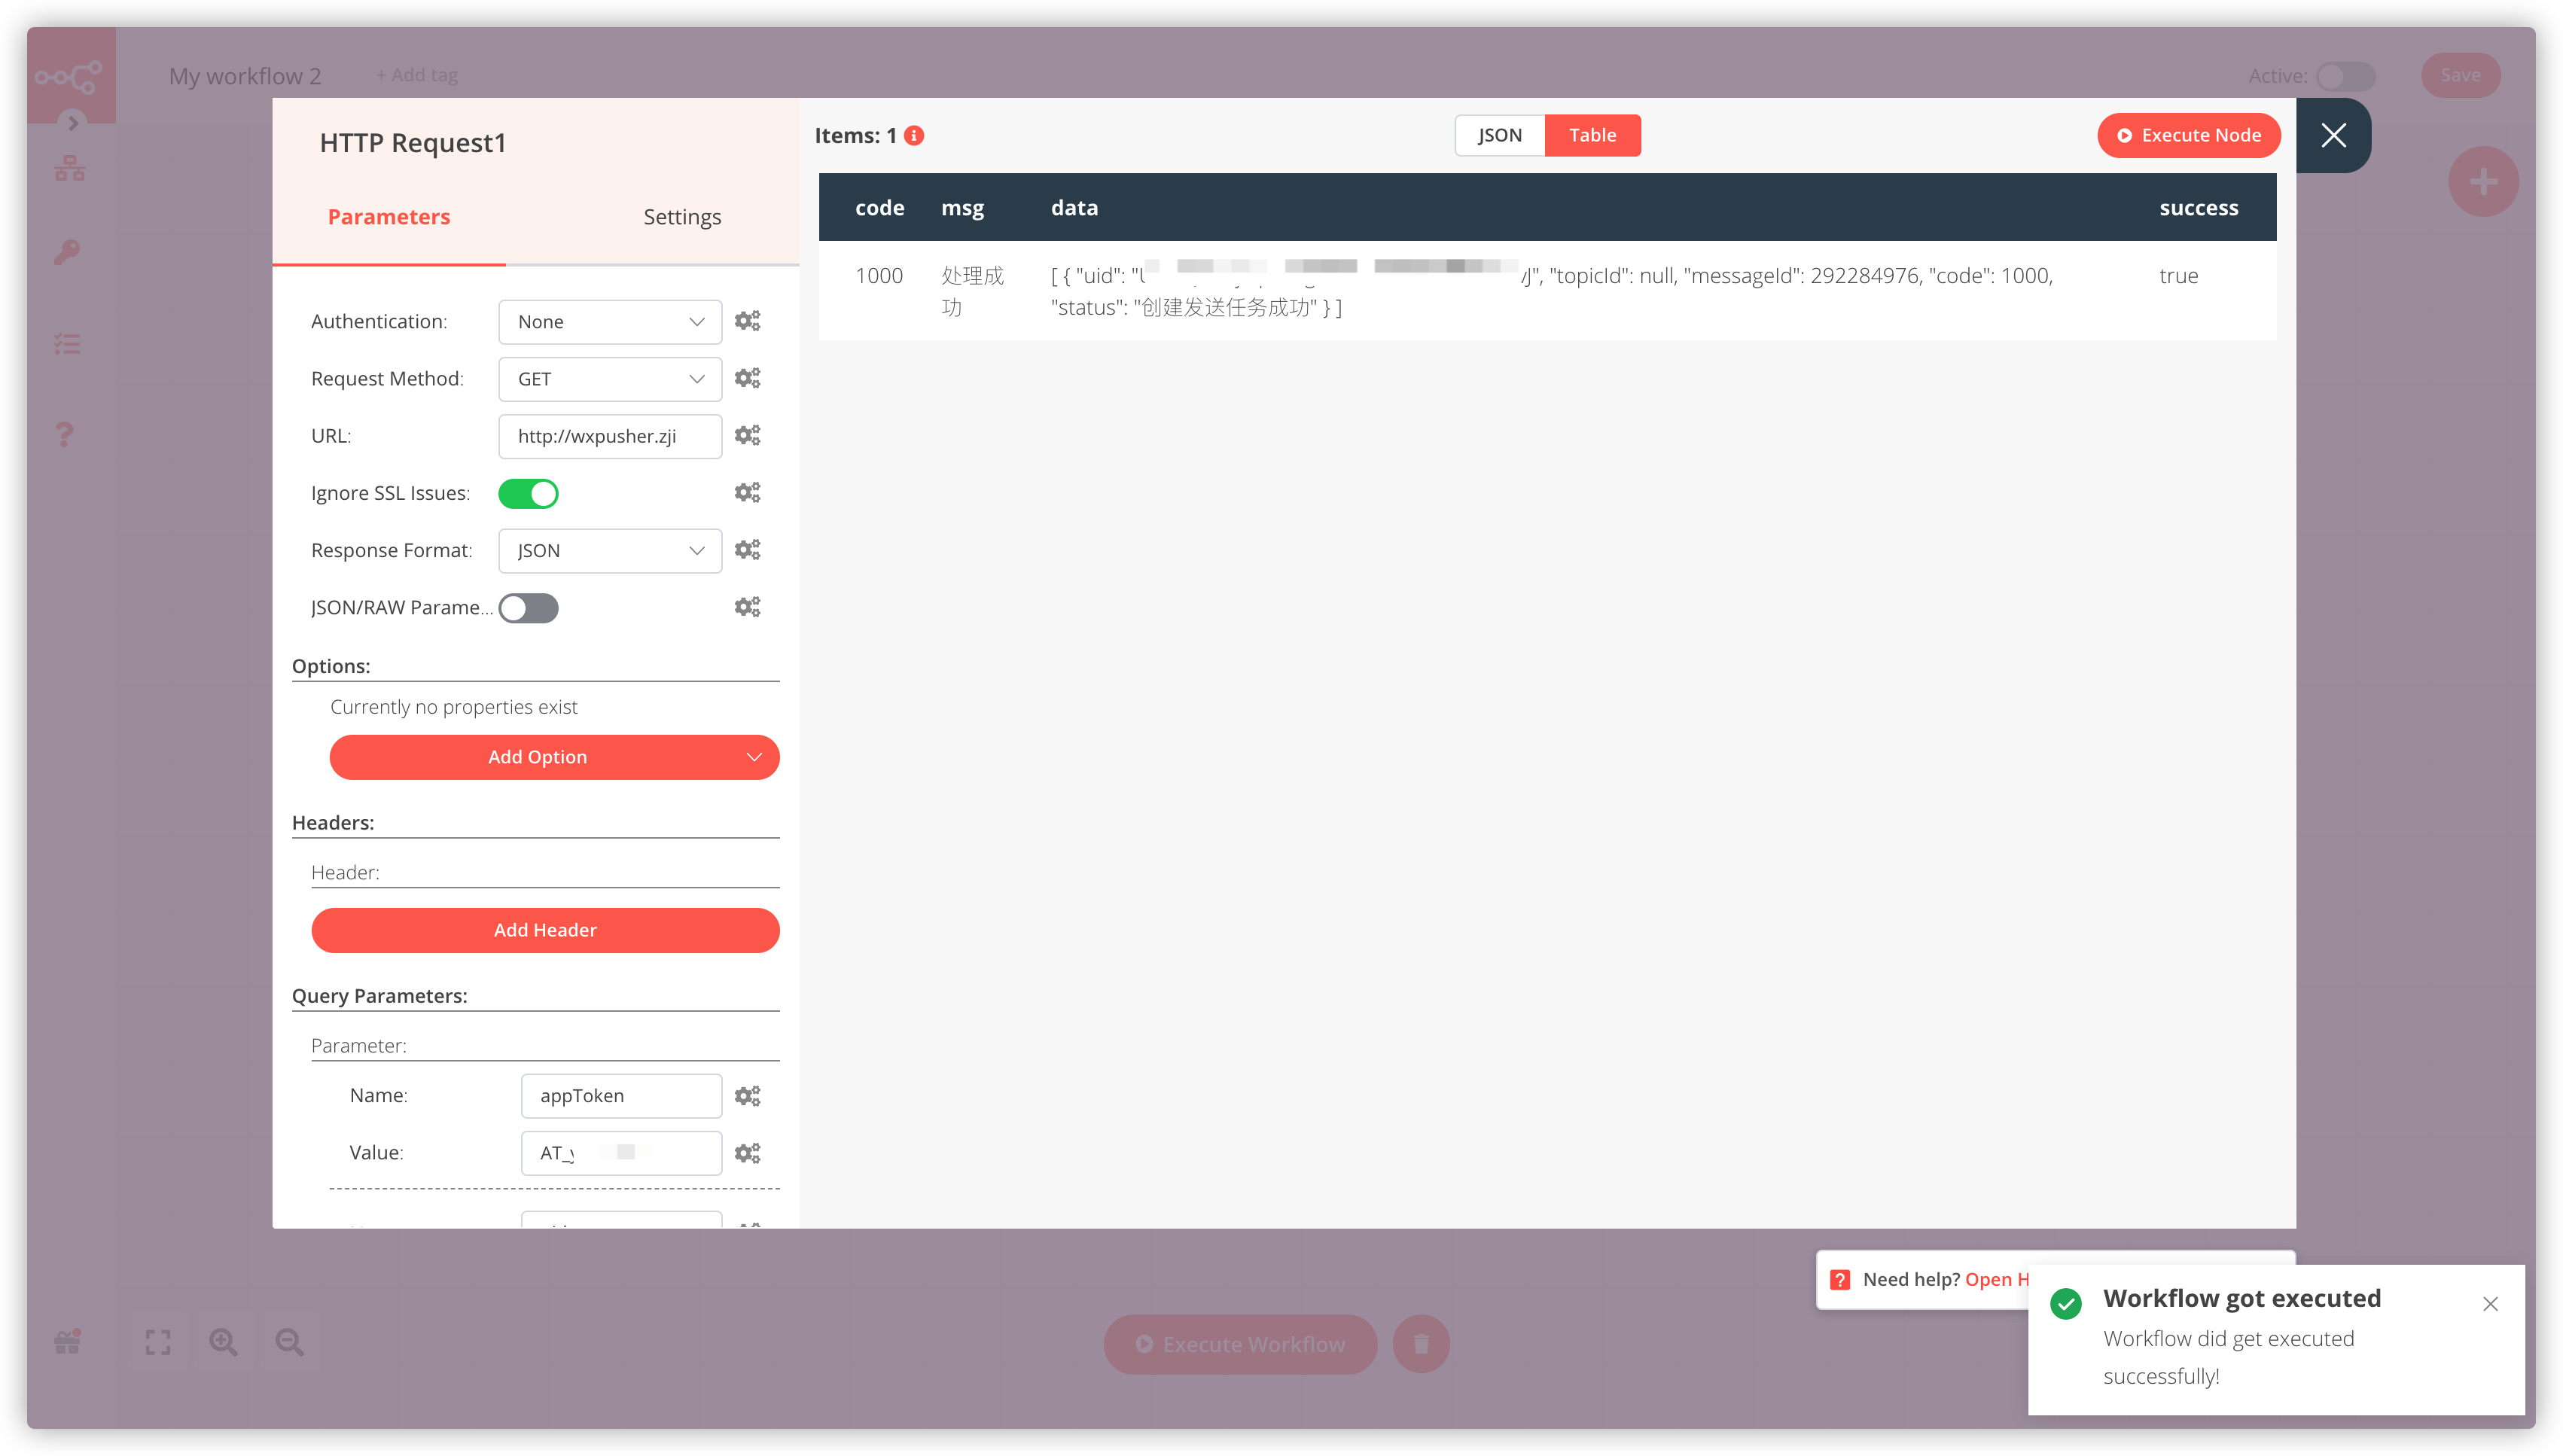 My workflow 2
+ Add tag
Active:
Save
HTTP Request1
Parameters
Settings
Authentication:
None
Request Method:
GET
URL:
http://wxpusher.zji
Ignore SSL Issues:
Response Format:
JSON
JSON/RAW Parame...
Options:
Currently no properties exist
Add Option
Headers:
Header:
Add Header
Query Parameters:
Parameter:
Name:
appToken
Value:
AT_
Items: 1
JSON
Table
Execute Node
code
msg
data
success
1000
处理成
功
[ { "uid": " J", "topicId": null, "messageId": 292284976, "code": 1000,
"status": "创建发送任务成功" } ]
true
Need help? Open
Workflow got executed
Workflow did get executed
successfully!
Execute Workflow